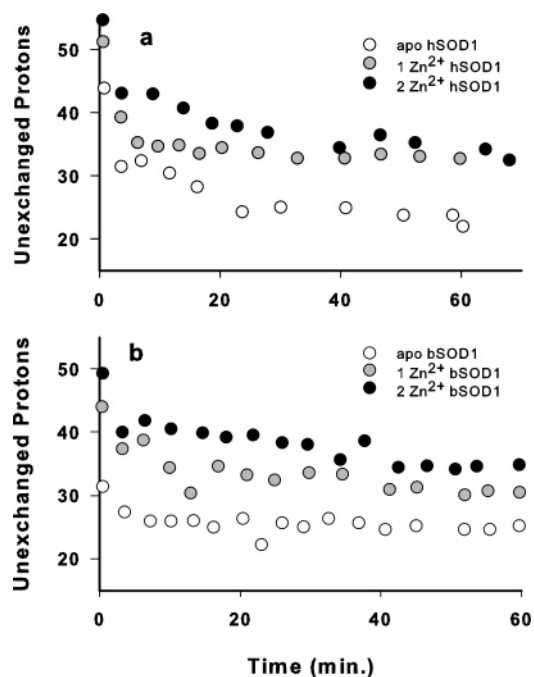 a
apo hSOD1
1 Zn²⁺ hSOD1
2 Zn²⁺ hSOD1
Unexchanged Protons
50
40
30
20
0
20
40
60
b
apo bSOD1
1 Zn²⁺ bSOD1
2 Zn²⁺ bSOD1
Unexchanged Protons
50
40
30
20
0
20
40
60
Time (min.)